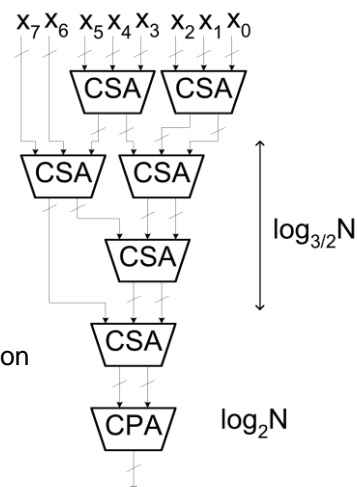 x₇ x₆ x₅ x₄ x₃ x₂ x₁ x₀
CSA CSA
CSA CSA
log₃/₂N
CSA
CSA
on
CPA log₂N